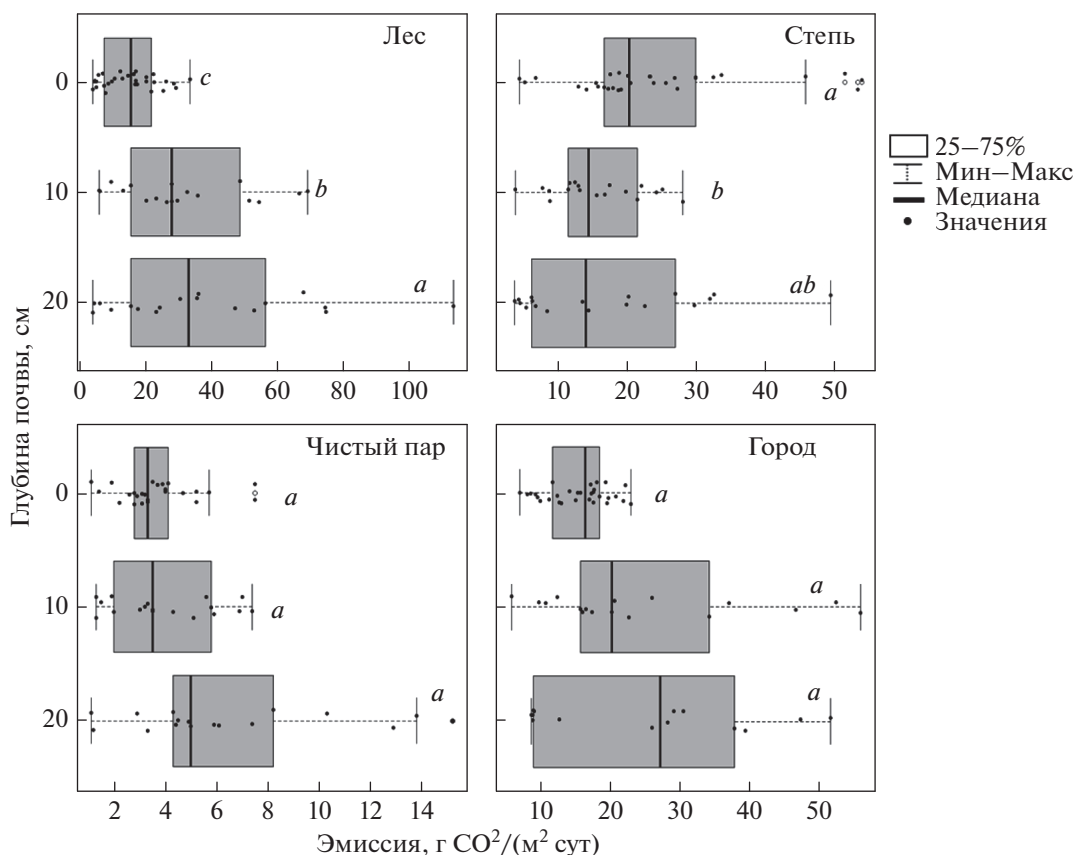 Лес
Степь
0
c
a
10
b
b
20
a
ab
0 20 40 60 80 100
10 20 30 40 50
25–75%
Мин–Макс
Медиана
Значения
Глубина почвы, см
Чистый пар
Город
0
a
a
10
a
a
20
a
a
2 4 6 8 10 12 14
10 20 30 40 50
Эмиссия, г CO²/(м² сут)